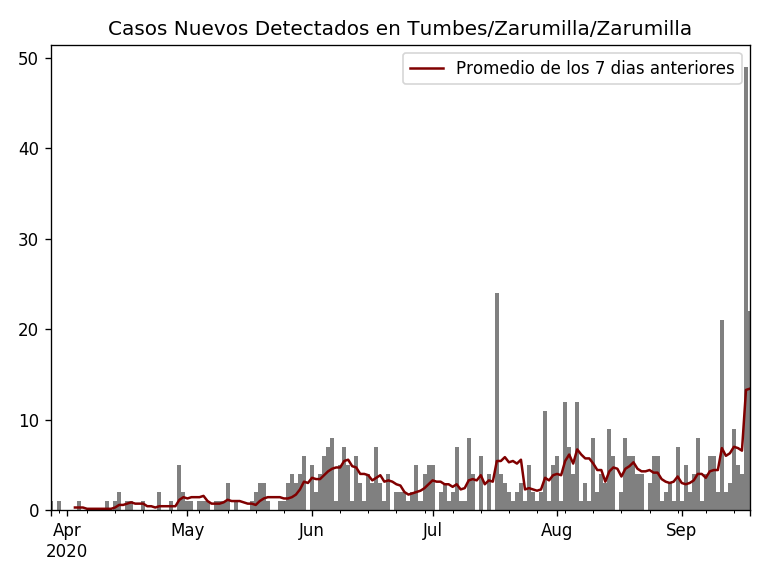 Casos Nuevos Detectados en Tumbes/Zarumilla/Zarumilla
Promedio de los 7 dias anteriores
50
40
30
20
10
0
Apr May Jun Jul Aug Sep
2020